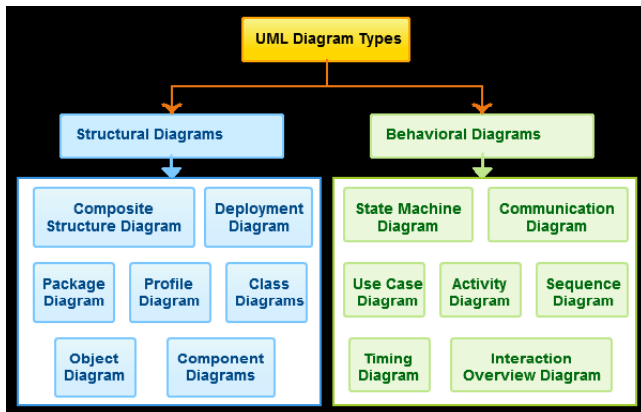 UML Diagram Types
Structural Diagrams
Behavioral Diagrams
Composite
Structure Diagram
Deployment
Diagram
Package
Diagram
Profile
Diagram
Class
Diagrams
Object
Diagram
Component
Diagrams
State Machine
Diagram
Communication
Diagram
Use Case
Diagram
Activity
Diagram
Sequence
Diagram
Timing
Diagram
Interaction
Overview Diagram